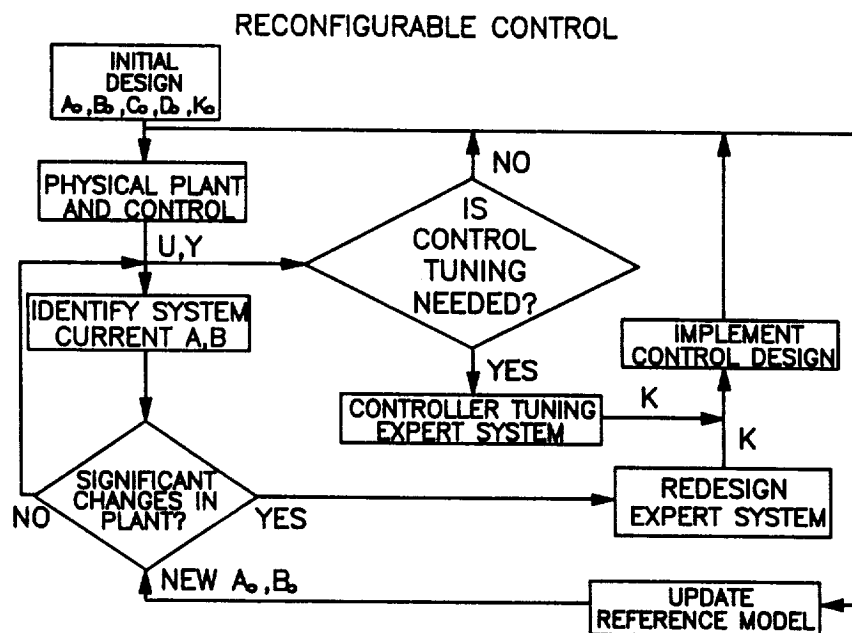 RECONFIGURABLE CONTROL
INITIAL
DESIGN
A₀,B₀,C₀,D₀,K₀
PHYSICAL PLANT
AND CONTROL
U,Y
IDENTIFY SYSTEM
CURRENT A,B
SIGNIFICANT
CHANGES IN
PLANT?
NO
YES
NEW A₀,B₀
NO
IS
CONTROL
TUNING
NEEDED?
YES
CONTROLLER TUNING
EXPERT SYSTEM
K
IMPLEMENT
CONTROL DESIGN
K
REDESIGN
EXPERT SYSTEM
UPDATE
REFERENCE MODEL